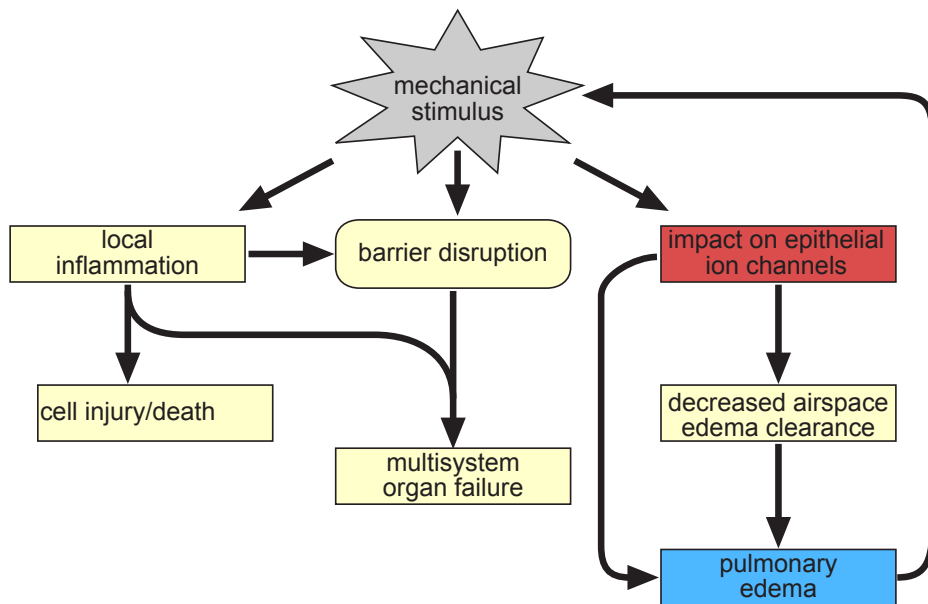 mechanical
stimulus
local
inflammation
barrier disruption
impact on epithelial
ion channels
cell injury/death
decreased airspace
edema clearance
multisystem
organ failure
pulmonary
edema